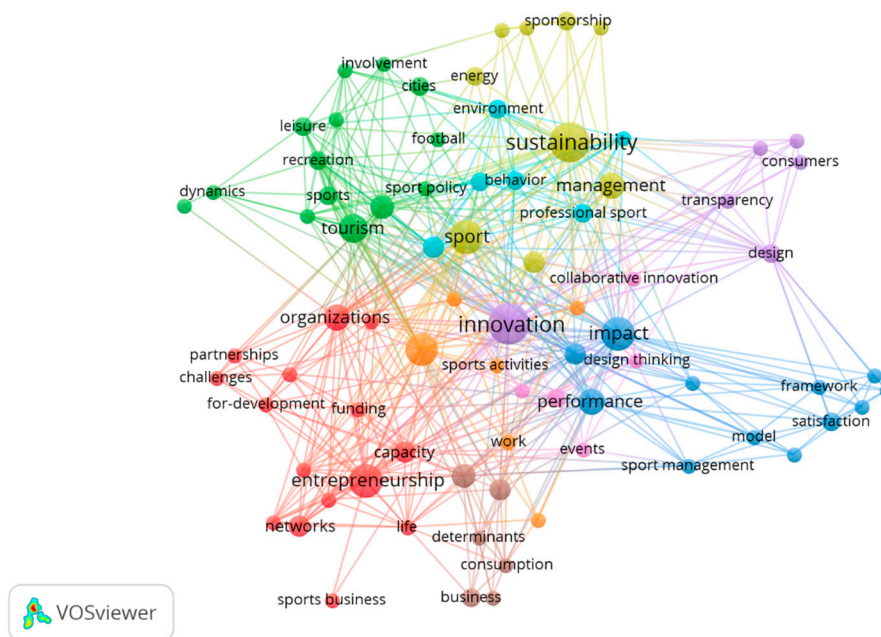 sponsorship
involvement
energy
cities
environment
leisure
football
sustainability
recreation
consumers
dynamics
sports
sport policy
behavior
management
transparency
professional sport
tourism
sport
design
collaborative innovation
organizations
innovation
impact
partnerships
sports activities
design thinking
challenges
framework
for-development
funding
performance
satisfaction
capacity
work
events
model
sport management
entrepreneurship
networks
life
determinants
consumption
sports business
business
VOSviewer